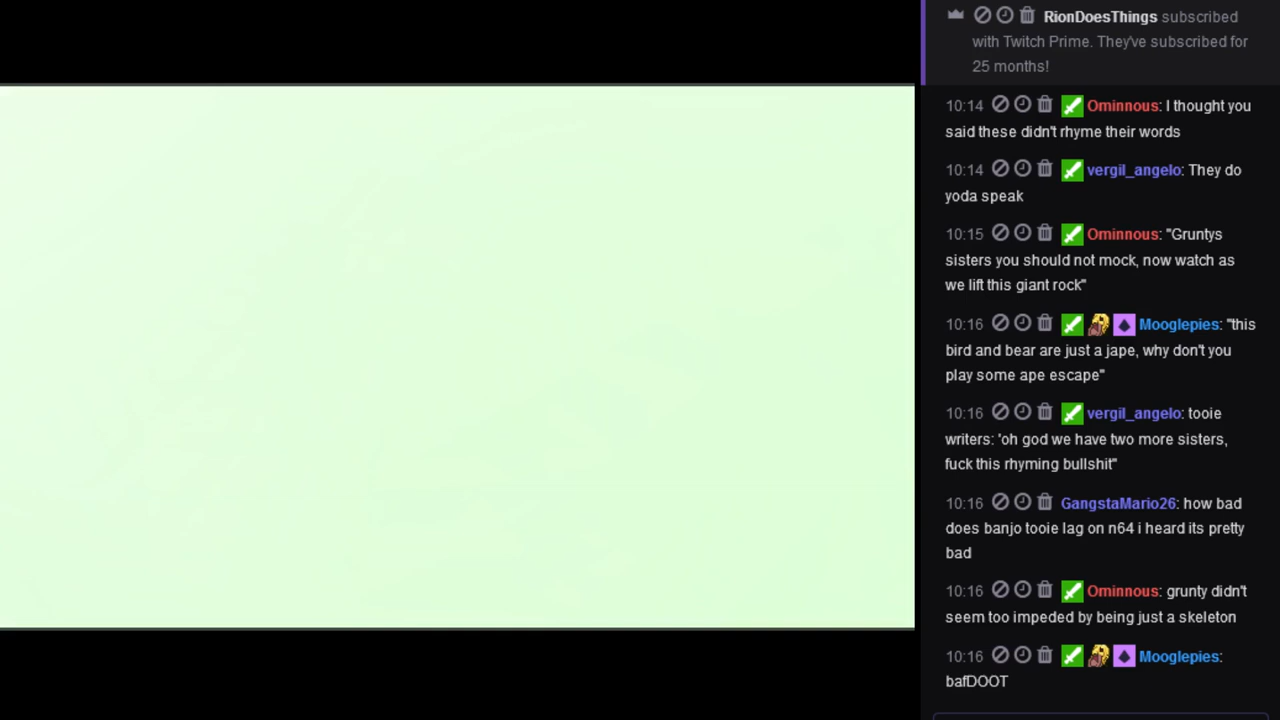 RionDoesThings subscribed
with Twitch Prime. They've subscribed for
25 months!
10:14 Ominnous: I thought you
said these didn't rhyme their words
10:14 vergil_angelo: They do
yoda speak
10:15 Ominnous: "Gruntys
sisters you should not mock, now watch as
we lift this giant rock"
10:16 Mooglepies: "this
bird and bear are just a jape, why don't you
play some ape escape"
10:16 vergil_angelo: tooie
writers: 'oh god we have two more sisters,
fuck this rhyming bullshit"
10:16 GangstaMario26: how bad
does banjo tooie lag on n64 i heard its pretty
bad
10:16 Ominnous: grunty didn't
seem too impeded by being just a skeleton
10:16 Mooglepies:
bafDOOT